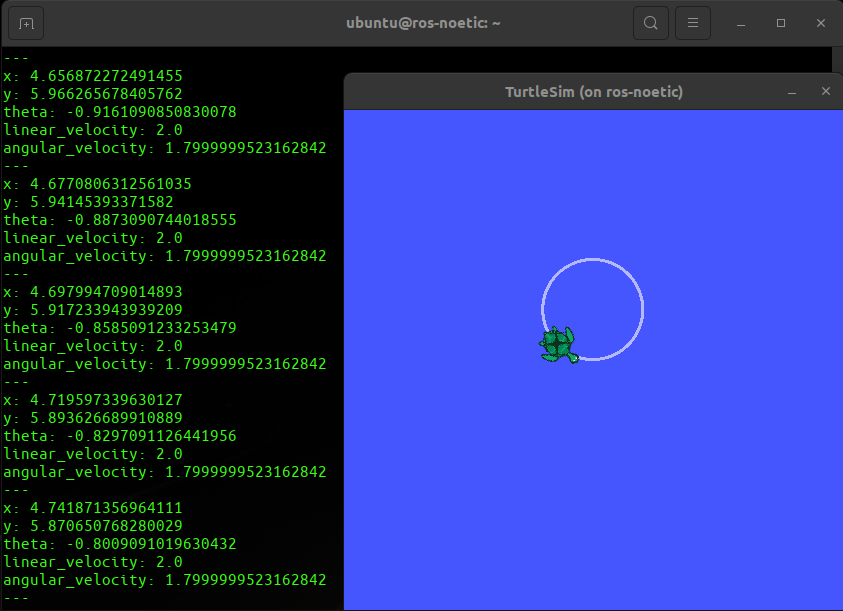 ubuntu@ros-noetic: ~
---
x: 4.656872272491455
y: 5.966265678405762
theta: -0.9161090850830078
linear_velocity: 2.0
angular_velocity: 1.7999999523162842
---
x: 4.6770806312561035
y: 5.94145393371582
theta: -0.8873090744018555
linear_velocity: 2.0
angular_velocity: 1.7999999523162842
---
x: 4.697994709014893
y: 5.917233943939209
theta: -0.8585091233253479
linear_velocity: 2.0
angular_velocity: 1.7999999523162842
---
x: 4.719597339630127
y: 5.893626689910889
theta: -0.8297091126441956
linear_velocity: 2.0
angular_velocity: 1.7999999523162842
---
x: 4.741871356964111
y: 5.870650768280029
theta: -0.8009091019630432
linear_velocity: 2.0
angular_velocity: 1.7999999523162842
---
TurtleSim (on ros-noetic)